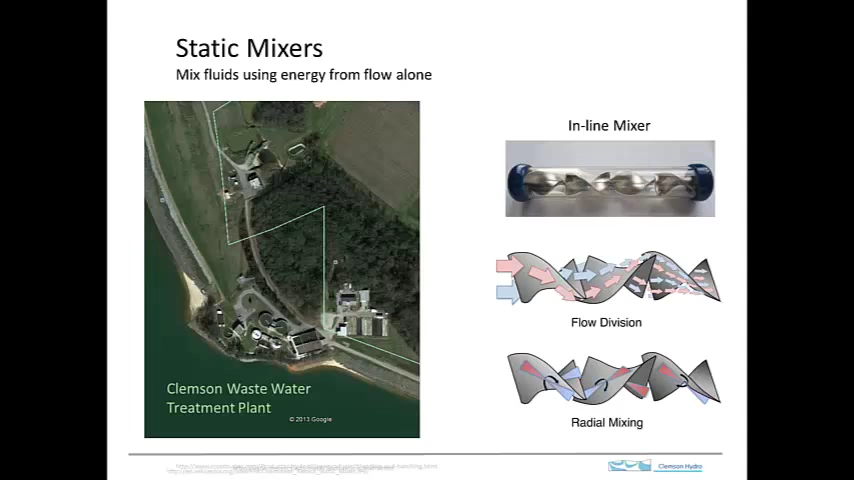 Static Mixers
Mix fluids using energy from flow alone
In-line Mixer
Flow Division
Clemson Waste Water
Treatment Plant
© 2013 Google
Radial Mixing
Clemson Hydro